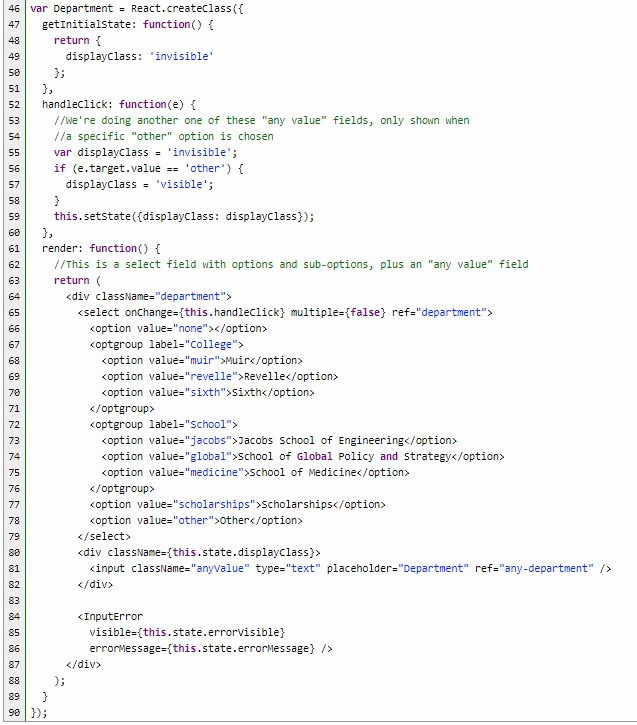 46 var Department = React.createClass({
47   getInitialState: function() {
48     return {
49       displayClass: 'invisible'
50     };
51   },
52   handleClick: function(e) {
53     //We're doing another one of these "any value" fields, only shown when
54     //a specific "other" option is chosen
55     var displayClass = 'invisible';
56     if (e.target.value == 'other') {
57       displayClass = 'visible';
58     }
59     this.setState({displayClass: displayClass});
60   },
61   render: function() {
62     //This is a select field with options and sub-options, plus an "any value" field
63     return (
64       <div className="department">
65         <select onChange={this.handleClick} multiple={false} ref="department">
66           <option value="none"></option>
67           <optgroup label="College">
68             <option value="muir">Muir</option>
69             <option value="revelle">Revelle</option>
70             <option value="sixth">Sixth</option>
71           </optgroup>
72           <optgroup label="School">
73             <option value="jacobs">Jacobs School of Engineering</option>
74             <option value="global">School of Global Policy and Strategy</option>
75             <option value="medicine">School of Medicine</option>
76           </optgroup>
77           <option value="scholarships">Scholarships</option>
78           <option value="other">Other</option>
79         </select>
80         <div className={this.state.displayClass}>
81           <input className="anyValue" type="text" placeholder="Department" ref="any-department" />
82         </div>
83
84         <InputError
85           visible={this.state.errorVisible}
86           errorMessage={this.state.errorMessage} />
87       </div>
88     );
89   }
90 });